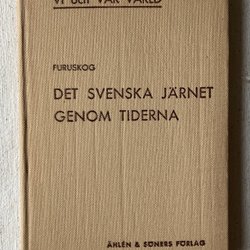 VI och VÅR VÄRLD
FURUSKOG
DET SVENSKA JÄRNET
GENOM TIDERNA
ÅHLÉN & SÖNERS FÖRLAG